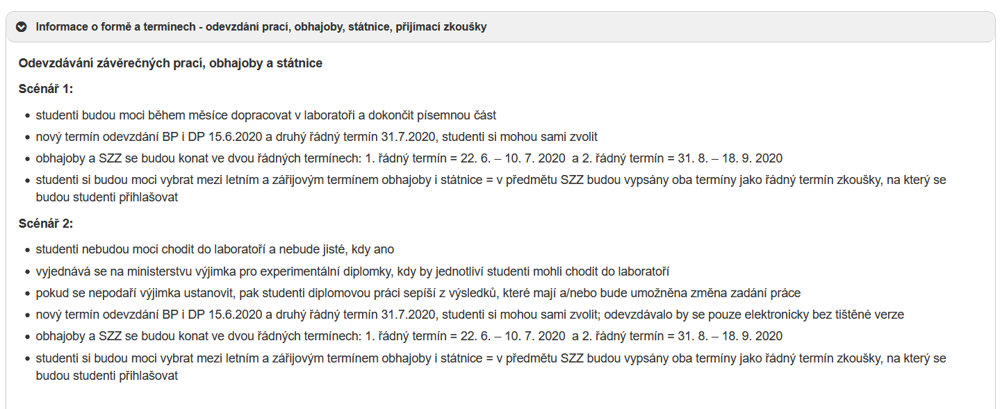 Informace o formě a termínech - odevzdání prací, obhajoby, státnice, přijímací zkoušky
Odevzdávání závěrečných prací, obhajoby a státnice
Scénář 1:
• studenti budou moci během měsíce dopracovat v laboratoři a dokončit písemnou část
• nový termín odevzdání BP i DP 15.6.2020 a druhý řádný termín 31.7.2020, studenti si mohou sami zvolit
• obhajoby a SZZ se budou konat ve dvou řádných termínech: 1. řádný termín = 22. 6. – 10. 7. 2020  a 2. řádný termín = 31. 8. – 18. 9. 2020
• studenti si budou moci vybrat mezi letním a zářijovým termínem obhajoby i státnice = v předmětu SZZ budou vypsány oba termíny jako řádný termín zkoušky, na který se
budou studenti přihlašovat
Scénář 2:
• studenti nebudou moci chodit do laboratoří a nebude jisté, kdy ano
• vyjednává se na ministerstvu výjimka pro experimentální diplomky, kdy by jednotliví studenti mohli chodit do laboratoří
• pokud se nepodaří výjimka ustanovit, pak studenti diplomovou práci sepíší z výsledků, které mají a/nebo bude umožněna změna zadání práce
• nový termín odevzdání BP i DP 15.6.2020 a druhý řádný termín 31.7.2020, studenti si mohou sami zvolit; odevzdávalo by se pouze elektronicky bez tištěné verze
• obhajoby a SZZ se budou konat ve dvou řádných termínech: 1. řádný termín = 22. 6. – 10. 7. 2020  a 2. řádný termín = 31. 8. – 18. 9. 2020
• studenti si budou moci vybrat mezi letním a zářijovým termínem obhajoby i státnice = v předmětu SZZ budou vypsány oba termíny jako řádný termín zkoušky, na který se
budou studenti přihlašovat